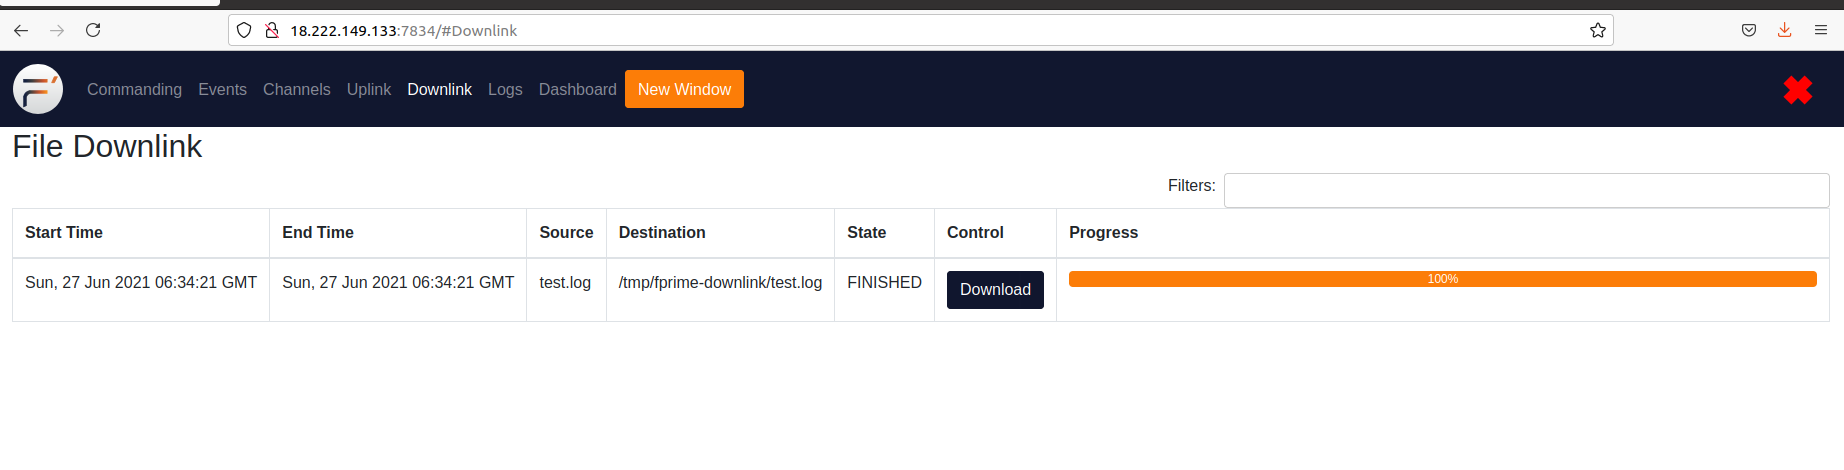 18.222.149.133:7834/#Downlink
Commanding Events Channels Uplink Downlink Logs Dashboard New Window
File Downlink
Filters:
Start Time End Time Source Destination State Control Progress
Sun, 27 Jun 2021 06:34:21 GMT Sun, 27 Jun 2021 06:34:21 GMT test.log /tmp/fprime-downlink/test.log FINISHED Download 100%